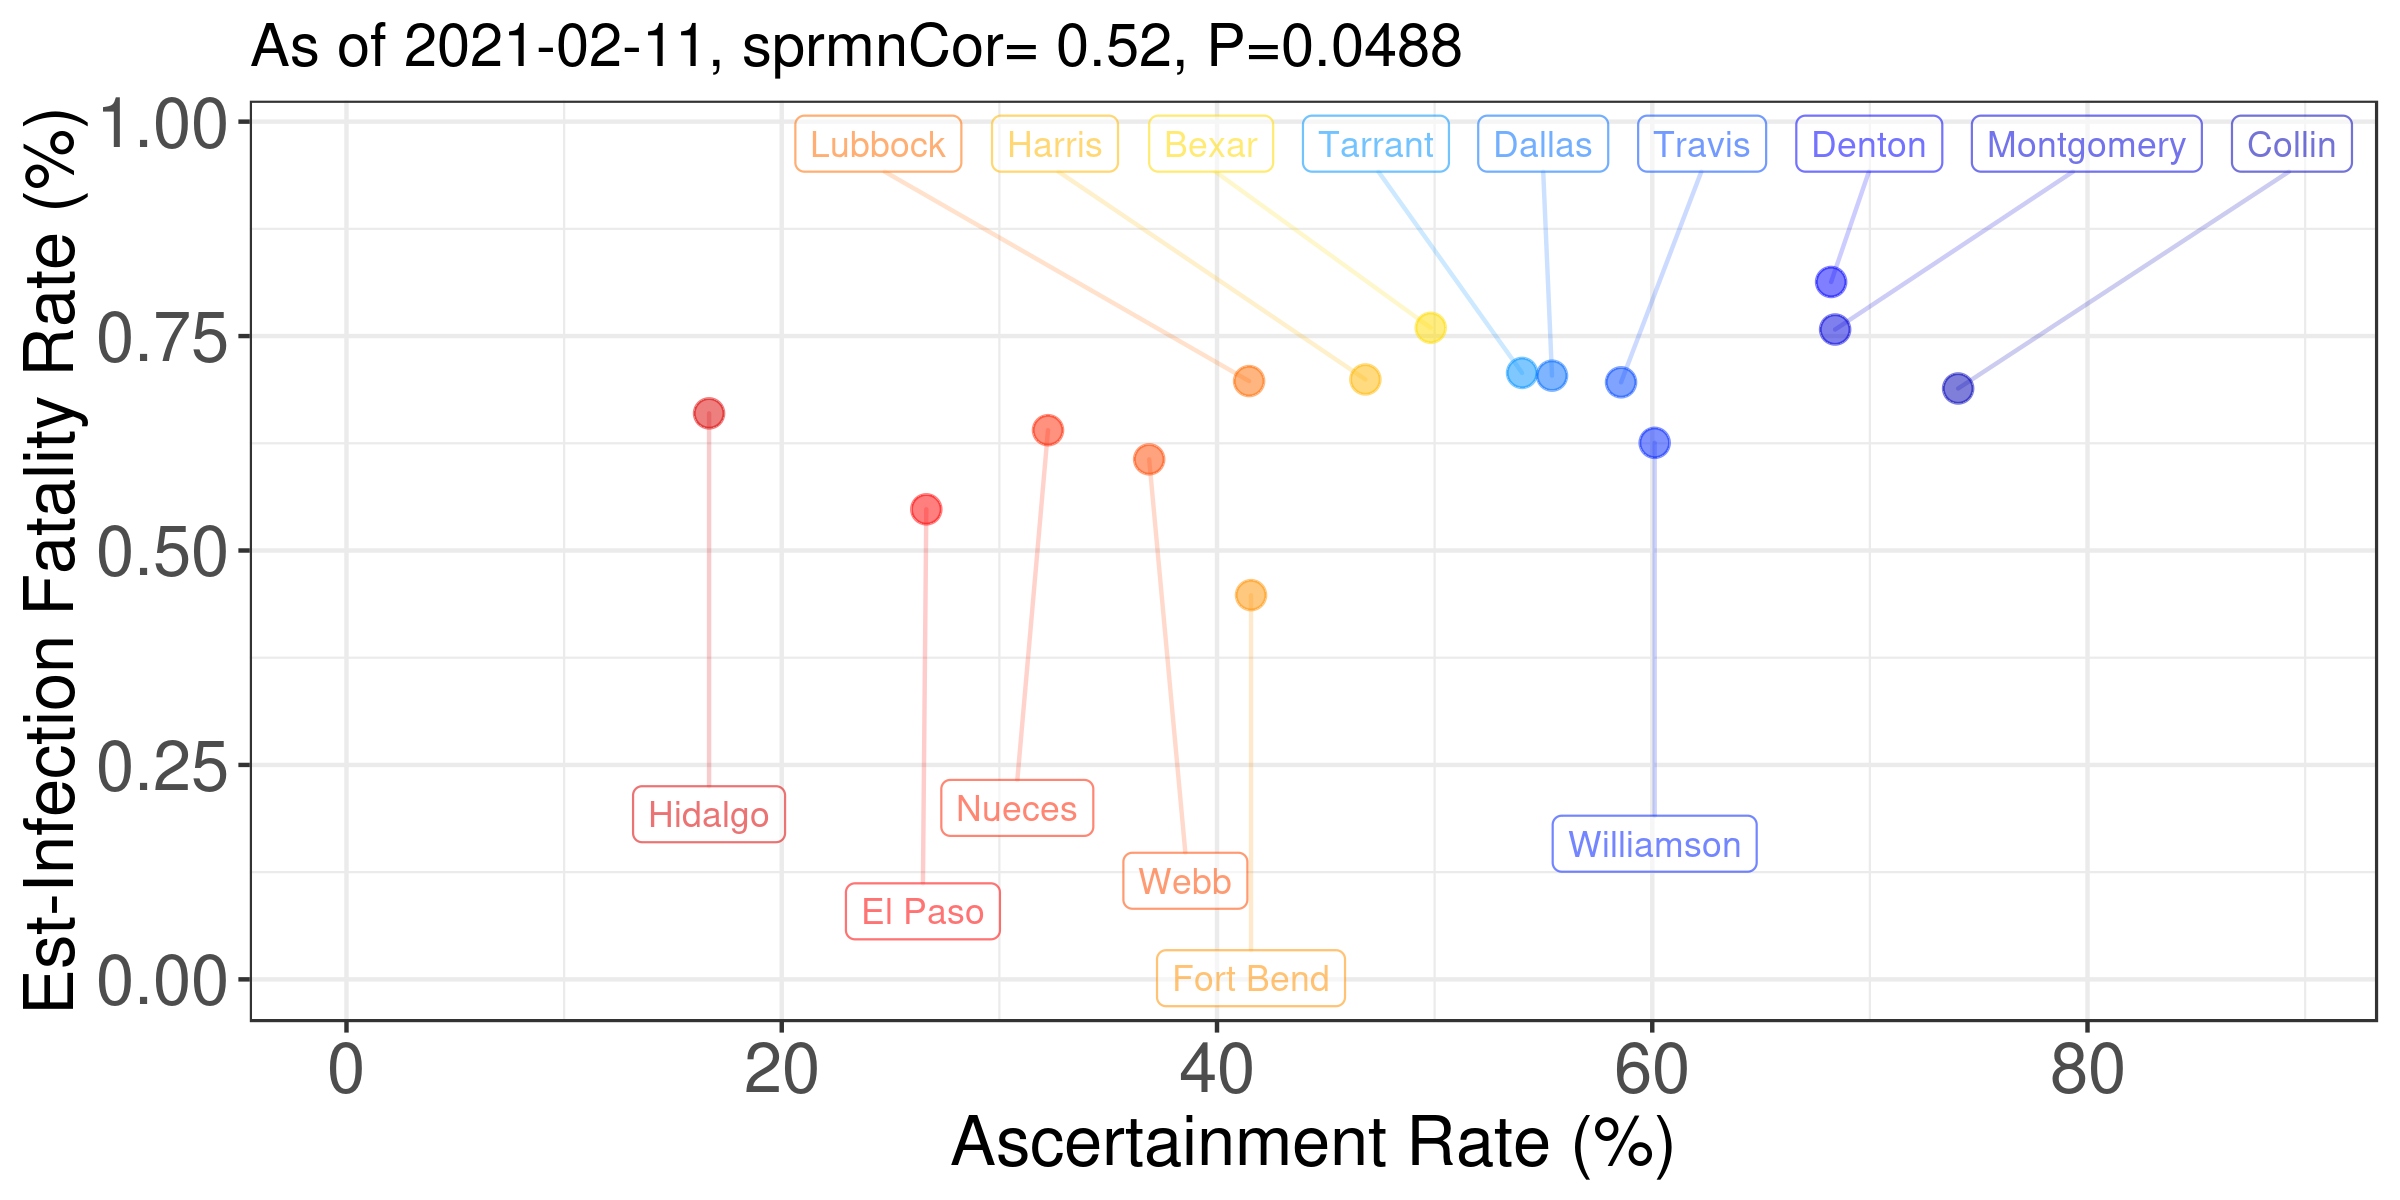 As of 2021-02-11, sprmnCor= 0.52, P=0.0488
Est-Infection Fatality Rate (%)
1.00
0.75
0.50
0.25
0.00
Lubbock
Harris
Bexar
Tarrant
Dallas
Travis
Denton
Montgomery
Collin
Hidalgo
Nueces
Williamson
Webb
El Paso
Fort Bend
0
20
40
60
80
Ascertainment Rate (%)